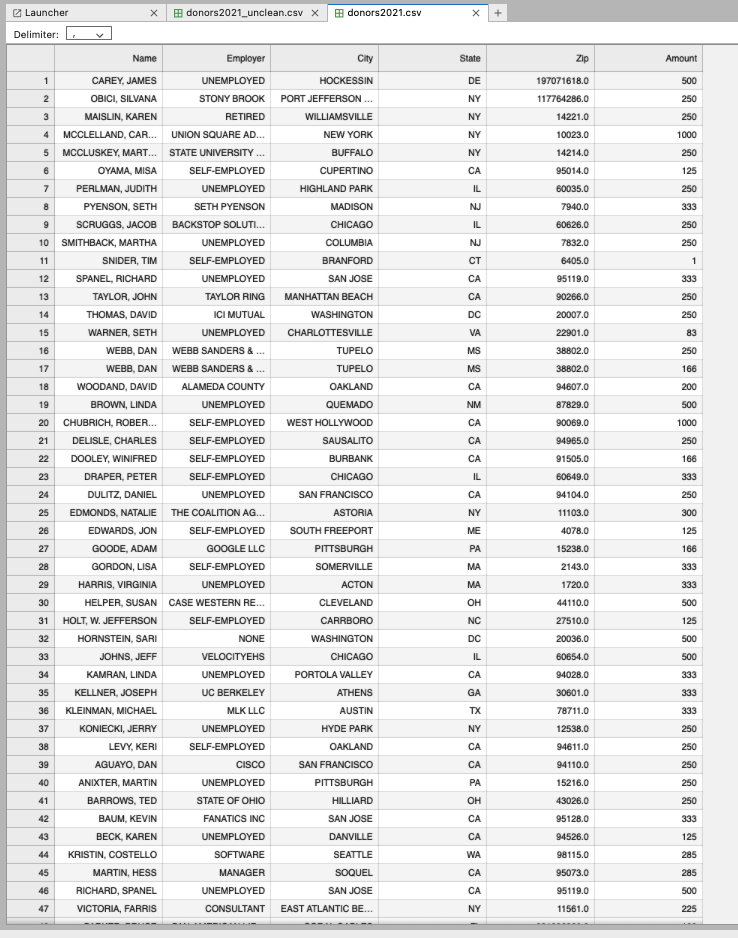 Launcher donors2021_unclean.csv donors2021.csv
Delimiter: ,
Name Employer City State Zip Amount
1 CAREY, JAMES UNEMPLOYED HOCKESSIN DE 197071618.0 500
2 OBICI, SILVANA STONY BROOK PORT JEFFERSON ... NY 117764286.0 250
3 MAISLIN, KAREN RETIRED WILLIAMSVILLE NY 14221.0 250
4 MCCLELLAND, CAR... UNION SQUARE AD... NEW YORK NY 10023.0 1000
5 MCCLUSKEY, MART... STATE UNIVERSITY ... BUFFALO NY 14214.0 250
6 OYAMA, MISA SELF-EMPLOYED CUPERTINO CA 95014.0 125
7 PERLMAN, JUDITH UNEMPLOYED HIGHLAND PARK IL 60035.0 250
8 PYENSON, SETH SETH PYENSON MADISON NJ 7940.0 333
9 SCRUGGS, JACOB BACKSTOP SOLUTI... CHICAGO IL 60626.0 250
10 SMITHBACK, MARTHA UNEMPLOYED COLUMBIA NJ 7832.0 250
11 SNIDER, TIM SELF-EMPLOYED BRANFORD CT 6405.0 1
12 SPANEL, RICHARD UNEMPLOYED SAN JOSE CA 95119.0 333
13 TAYLOR, JOHN TAYLOR RING MANHATTAN BEACH CA 90266.0 250
14 THOMAS, DAVID ICI MUTUAL WASHINGTON DC 20007.0 250
15 WARNER, SETH UNEMPLOYED CHARLOTTESVILLE VA 22901.0 83
16 WEBB, DAN WEBB SANDERS & ... TUPELO MS 38802.0 250
17 WEBB, DAN WEBB SANDERS & ... TUPELO MS 38802.0 166
18 WOODAND, DAVID ALAMEDA COUNTY OAKLAND CA 94607.0 200
19 BROWN, LINDA UNEMPLOYED QUEMADO NM 87829.0 500
20 CHUBRICH, ROBER... SELF-EMPLOYED WEST HOLLYWOOD CA 90069.0 1000
21 DELISLE, CHARLES SELF-EMPLOYED SAUSALITO CA 94965.0 250
22 DOOLEY, WINIFRED SELF-EMPLOYED BURBANK CA 91505.0 166
23 DRAPER, PETER SELF-EMPLOYED CHICAGO IL 60649.0 333
24 DULITZ, DANIEL UNEMPLOYED SAN FRANCISCO CA 94104.0 250
25 EDMONDS, NATALIE THE COALITION AG... ASTORIA NY 11103.0 300
26 EDWARDS, JON SELF-EMPLOYED SOUTH FREEPORT ME 4078.0 125
27 GOODE, ADAM GOOGLE LLC PITTSBURGH PA 15238.0 166
28 GORDON, LISA SELF-EMPLOYED SOMERVILLE MA 2143.0 333
29 HARRIS, VIRGINIA UNEMPLOYED ACTON MA 1720.0 333
30 HELPER, SUSAN CASE WESTERN RE... CLEVELAND OH 44110.0 500
31 HOLT, W. JEFFERSON SELF-EMPLOYED CARRBORO NC 27510.0 125
32 HORNSTEIN, SARI NONE WASHINGTON DC 20036.0 500
33 JOHNS, JEFF VELOCITYEHS CHICAGO IL 60654.0 500
34 KAMRAN, LINDA UNEMPLOYED PORTOLA VALLEY CA 94028.0 333
35 KELLNER, JOSEPH UC BERKELEY ATHENS GA 30601.0 333
36 KLEINMAN, MICHAEL MLK LLC AUSTIN TX 78711.0 333
37 KONIECKI, JERRY UNEMPLOYED HYDE PARK NY 12538.0 250
38 LEVY, KERI SELF-EMPLOYED OAKLAND CA 94611.0 250
39 AGUAYO, DAN CISCO SAN FRANCISCO CA 94110.0 250
40 ANIXTER, MARTIN UNEMPLOYED PITTSBURGH PA 15216.0 250
41 BARROWS, TED STATE OF OHIO HILLIARD OH 43026.0 250
42 BAUM, KEVIN FANATICS INC SAN JOSE CA 95128.0 333
43 BECK, KAREN UNEMPLOYED DANVILLE CA 94526.0 125
44 KRISTIN, COSTELLO SOFTWARE SEATTLE WA 98115.0 285
45 MARTIN, HESS MANAGER SOQUEL CA 95073.0 285
46 RICHARD, SPANEL UNEMPLOYED SAN JOSE CA 95119.0 500
47 VICTORIA, FARRIS CONSULTANT EAST ATLANTIC BE... NY 11561.0 225